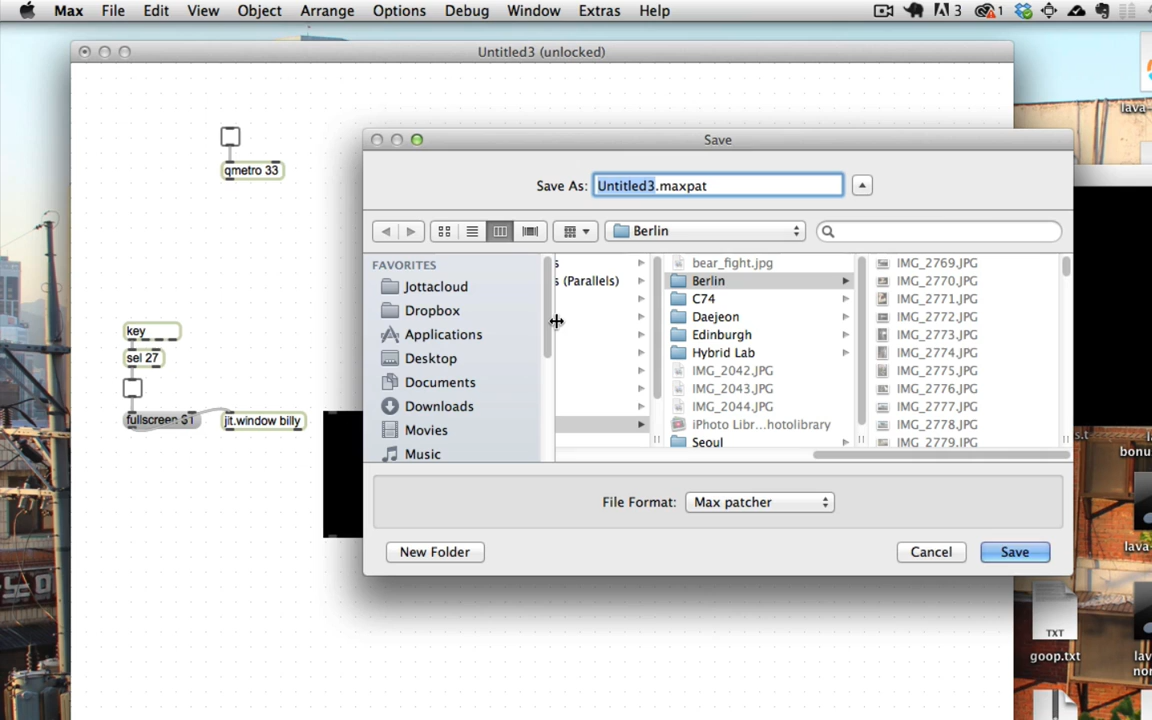 Max File Edit View Object Arrange Options Debug Window Extras Help
3
1
Untitled3 (unlocked)
qmetro 33
key
sel 27
fullscreen $1
jit.window billy
Save
Save As: Untitled3.maxpat
Berlin
FAVORITES
Jottacloud
Dropbox
Applications
Desktop
Documents
Downloads
Movies
Music
s
s (Parallels)
bear_fight.jpg
Berlin
C74
Daejeon
Edinburgh
Hybrid Lab
IMG_2042.JPG
IMG_2043.JPG
IMG_2044.JPG
iPhoto Libr...hotolibrary
Seoul
IMG_2769.JPG
IMG_2770.JPG
IMG_2771.JPG
IMG_2772.JPG
IMG_2773.JPG
IMG_2774.JPG
IMG_2775.JPG
IMG_2776.JPG
IMG_2777.JPG
IMG_2778.JPG
IMG_2779.JPG
File Format: Max patcher
New Folder Cancel Save
lava-
s.t
bonu
lava-
TXT
goop.txt
lava
nor